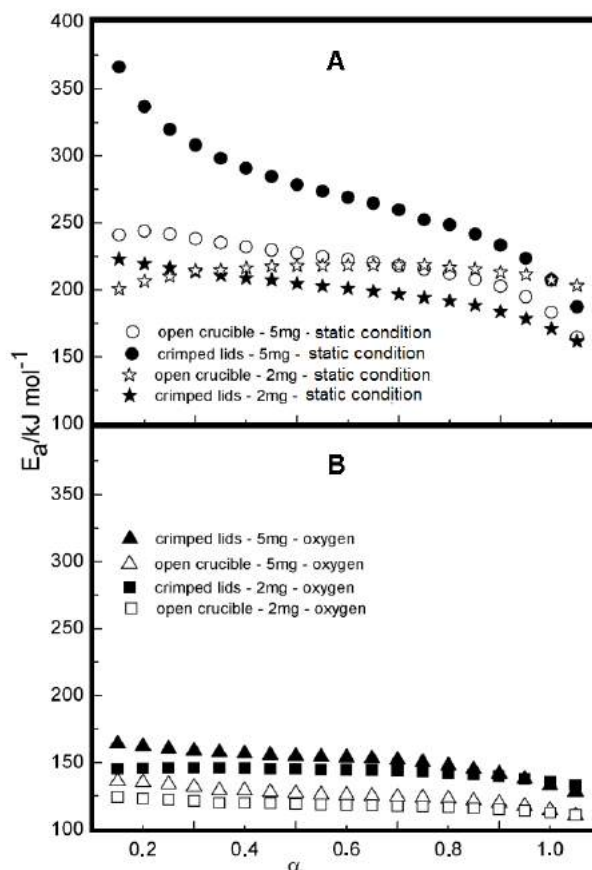 400
A
350
300
250
200
150
100
open crucible - 5mg - static condition
crimped lids - 5mg - static condition
open crucible - 2mg - static condition
crimped lids - 2mg - static condition
Ea/kJ mol⁻¹
B
350
300
250
200
150
100
crimped lids - 5mg - oxygen
open crucible - 5mg - oxygen
crimped lids - 2mg - oxygen
open crucible - 2mg - oxygen
0.2 0.4 0.6 0.8 1.0
α